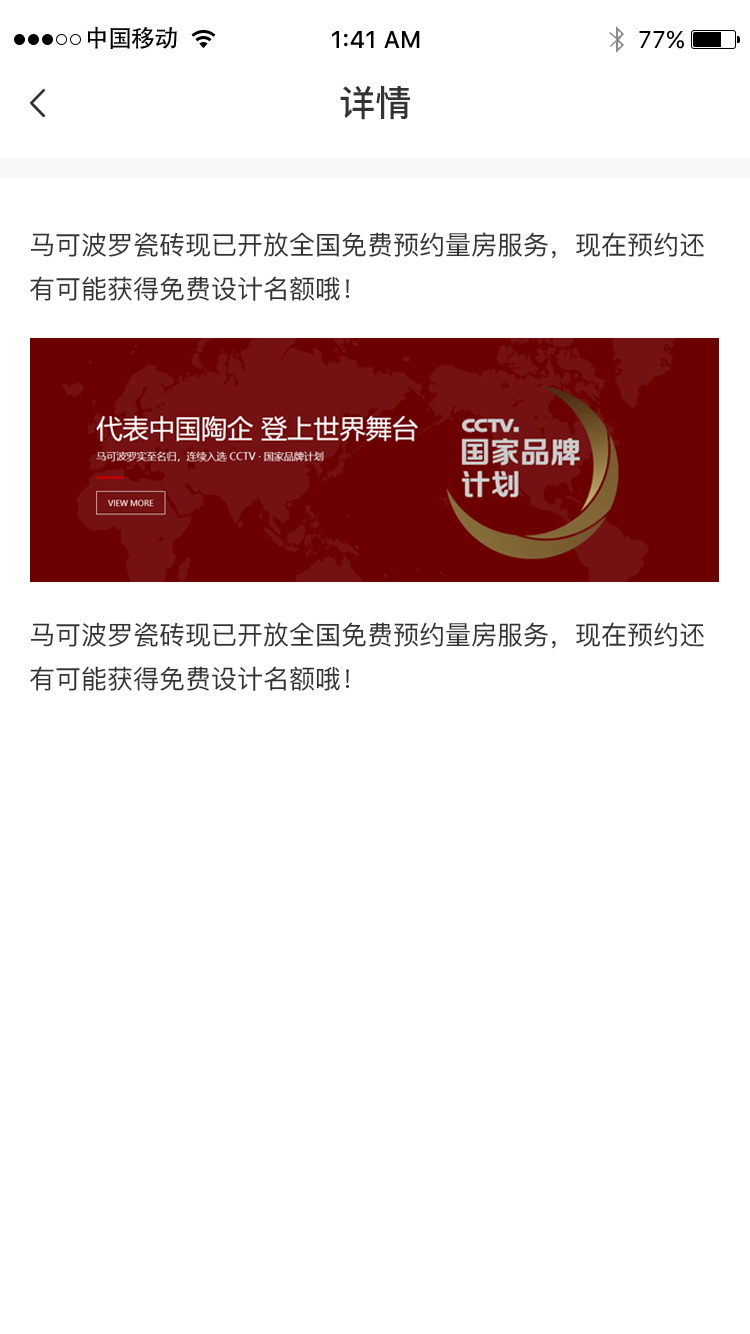 中国移动
1:41 AM
77%
详情
马可波罗瓷砖现已开放全国免费预约量房服务，现在预约还
有可能获得免费设计名额哦！
代表中国陶企 登上世界舞台
马可波罗实至名归，连续入选 CCTV · 国家品牌计划
VIEW MORE
CCTV.
国家品牌
计划
马可波罗瓷砖现已开放全国免费预约量房服务，现在预约还
有可能获得免费设计名额哦！